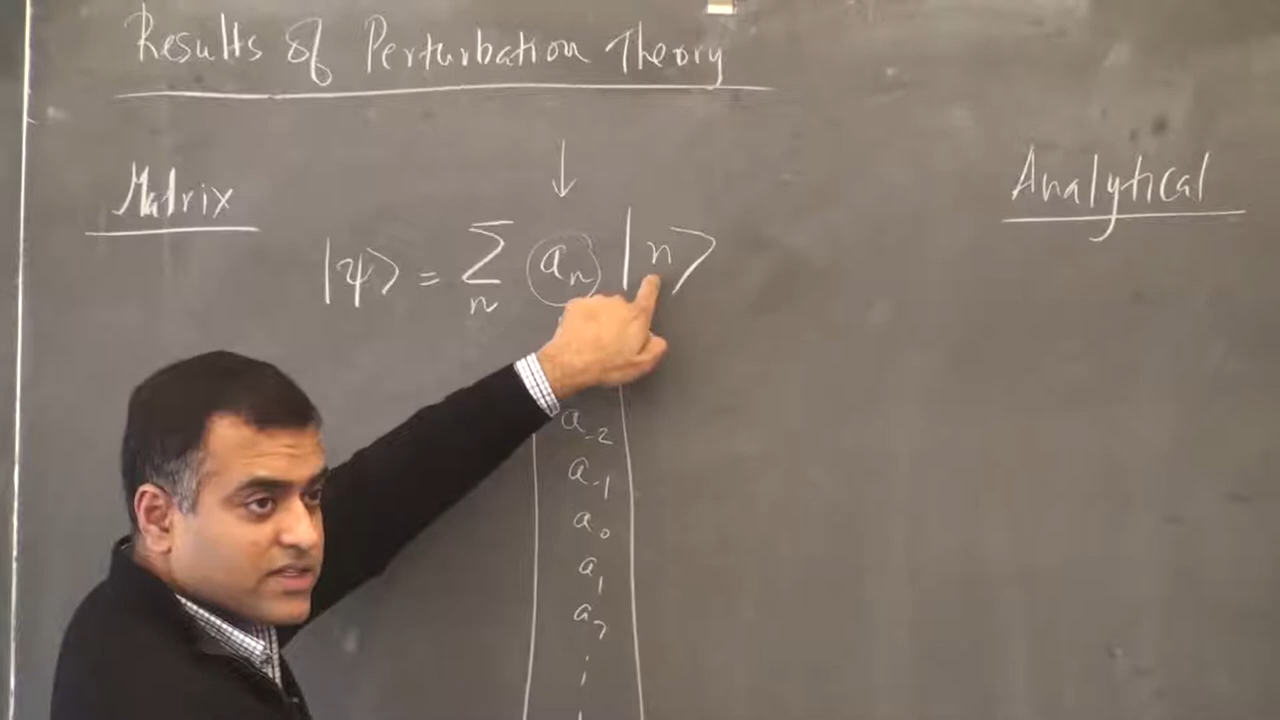 Results of Perturbation Theory
Matrix
Analytical
↓
|ψ⟩ = Σ_n a_n |n⟩
a_-2
a_-1
a_0
a_1
a_2
⋮